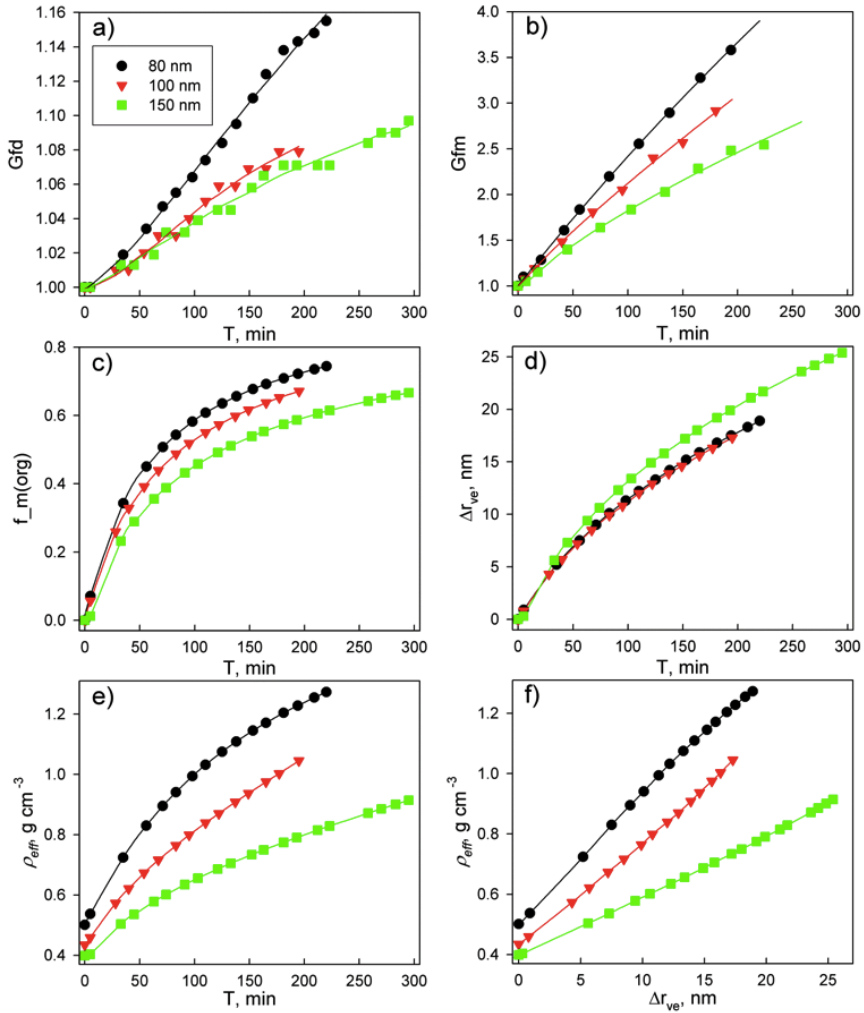 a)
1.16
1.14
1.12
1.10
1.08
1.06
1.04
1.02
1.00
Gfd
80 nm
100 nm
150 nm
0 50 100 150 200 250 300
T, min
b)
4.0
3.5
3.0
2.5
2.0
1.5
1.0
Gfm
0 50 100 150 200 250 300
T, min
c)
0.8
0.6
0.4
0.2
0.0
f_m(org)
0 50 100 150 200 250 300
T, min
d)
25
20
15
10
5
0
Δr_ve, nm
0 50 100 150 200 250 300
T, min
e)
1.2
1.0
0.8
0.6
0.4
ρ_eff, g cm⁻³
0 50 100 150 200 250 300
T, min
f)
1.2
1.0
0.8
0.6
0.4
ρ_eff, g cm⁻³
0 5 10 15 20 25
Δr_ve, nm